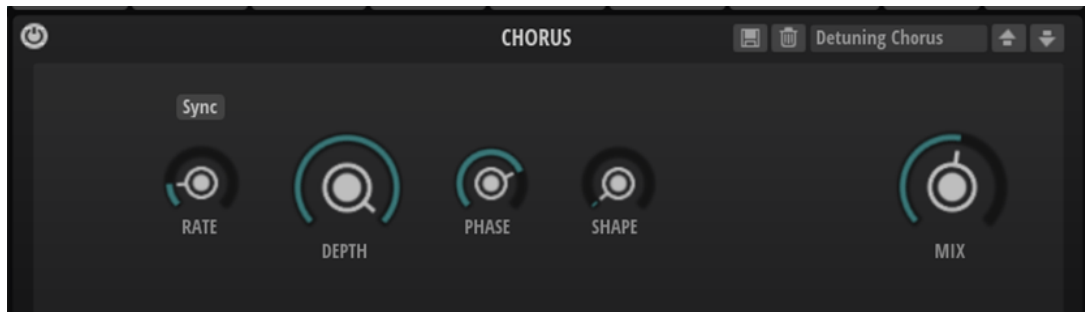 CHORUS
Detuning Chorus
Sync
RATE
DEPTH
PHASE
SHAPE
MIX